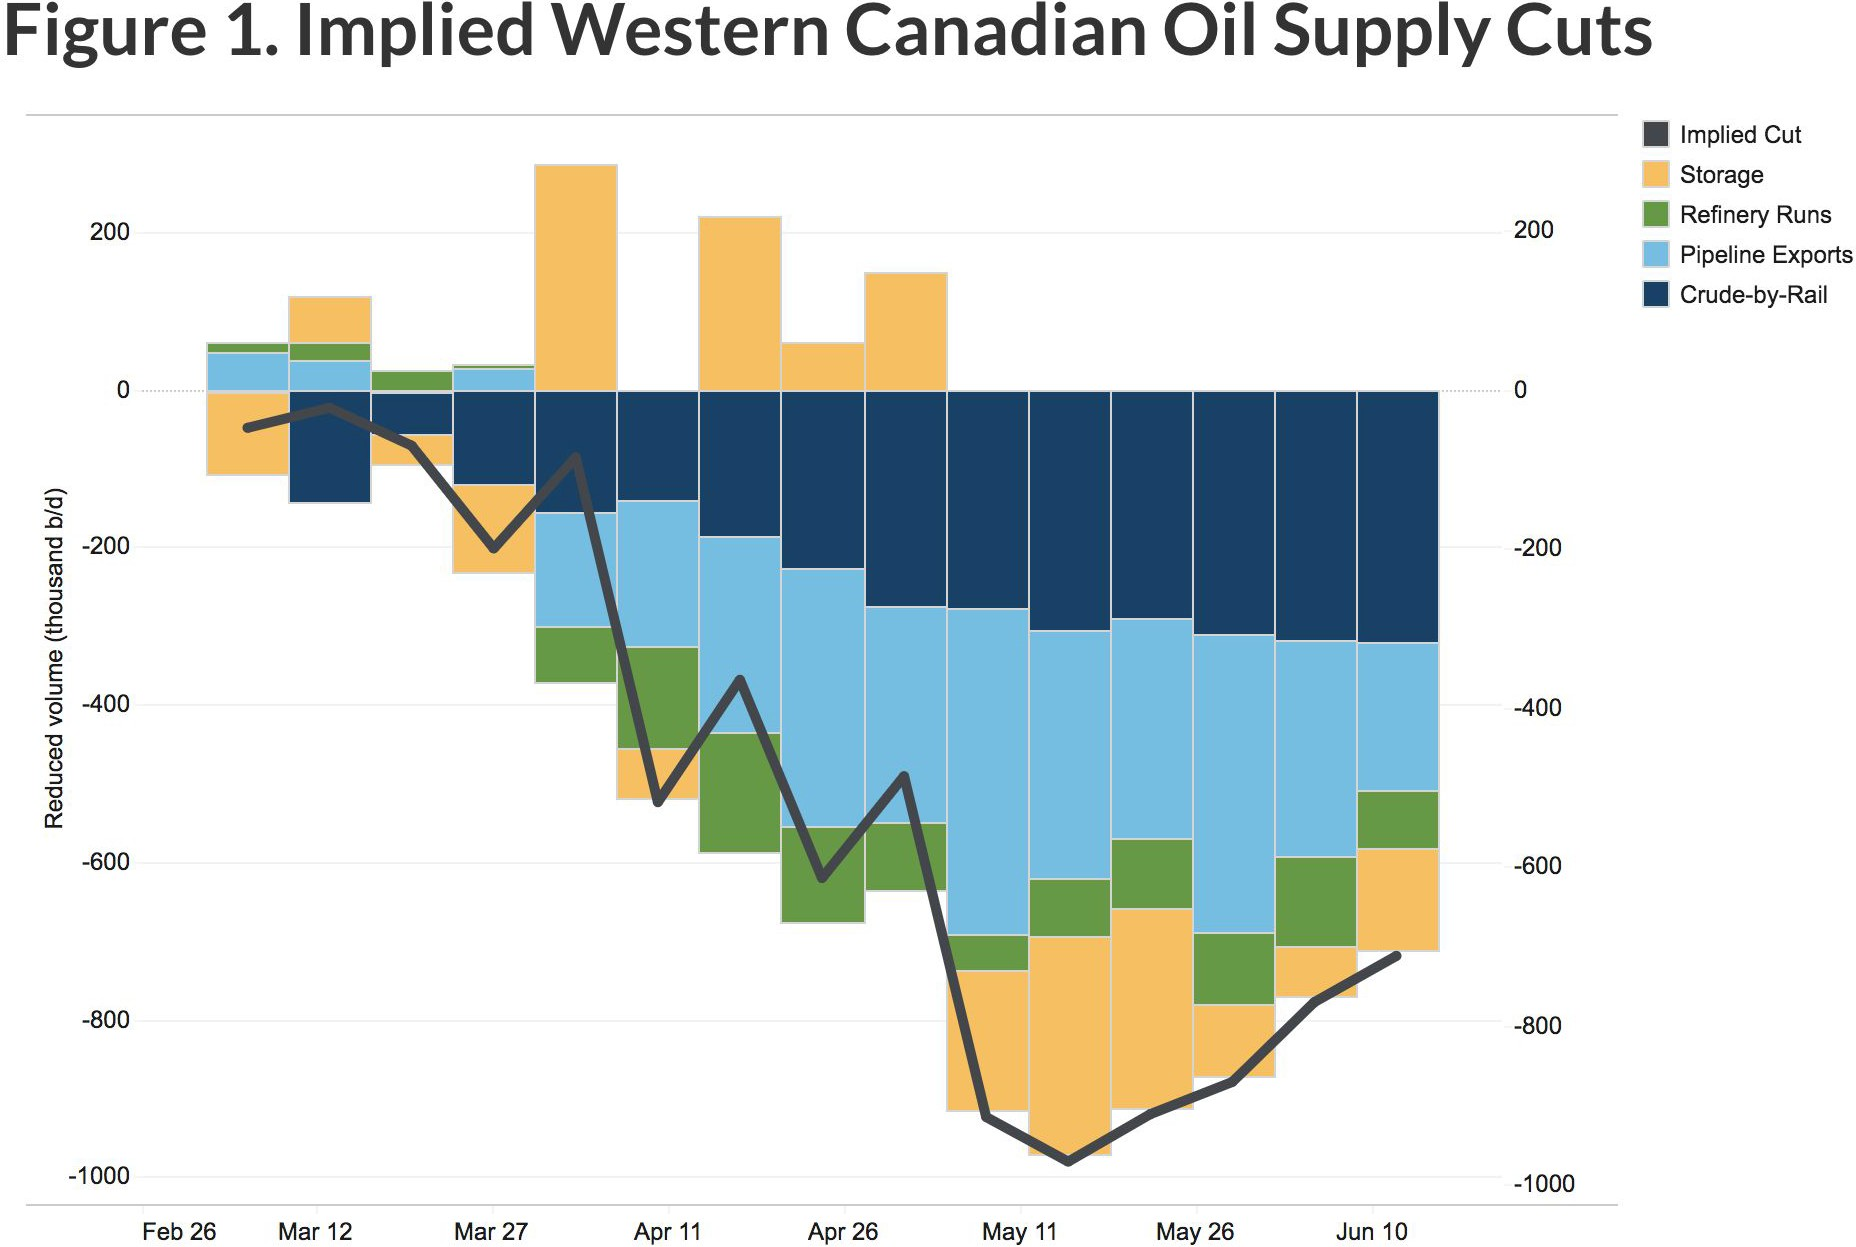 Figure 1. Implied Western Canadian Oil Supply Cuts
Implied Cut
Storage
Refinery Runs
Pipeline Exports
Crude-by-Rail
Reduced volume (thousand b/d)
200
0
-200
-400
-600
-800
-1000
200
0
-200
-400
-600
-800
-1000
Feb 26 Mar 12 Mar 27 Apr 11 Apr 26 May 11 May 26 Jun 10